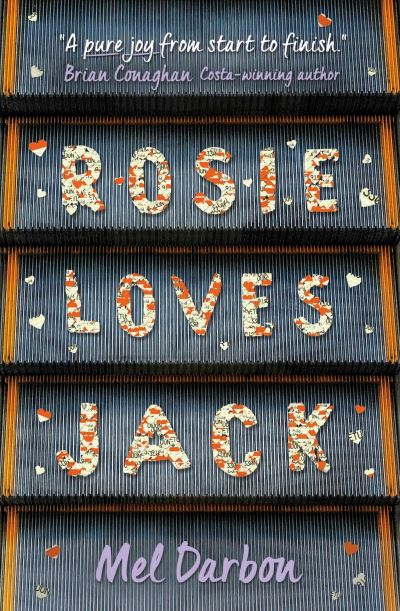 "A pure joy from start to finish."
Brian Conaghan Costa-winning author
ROSIE
LOVES
JACK
Mel Darbon